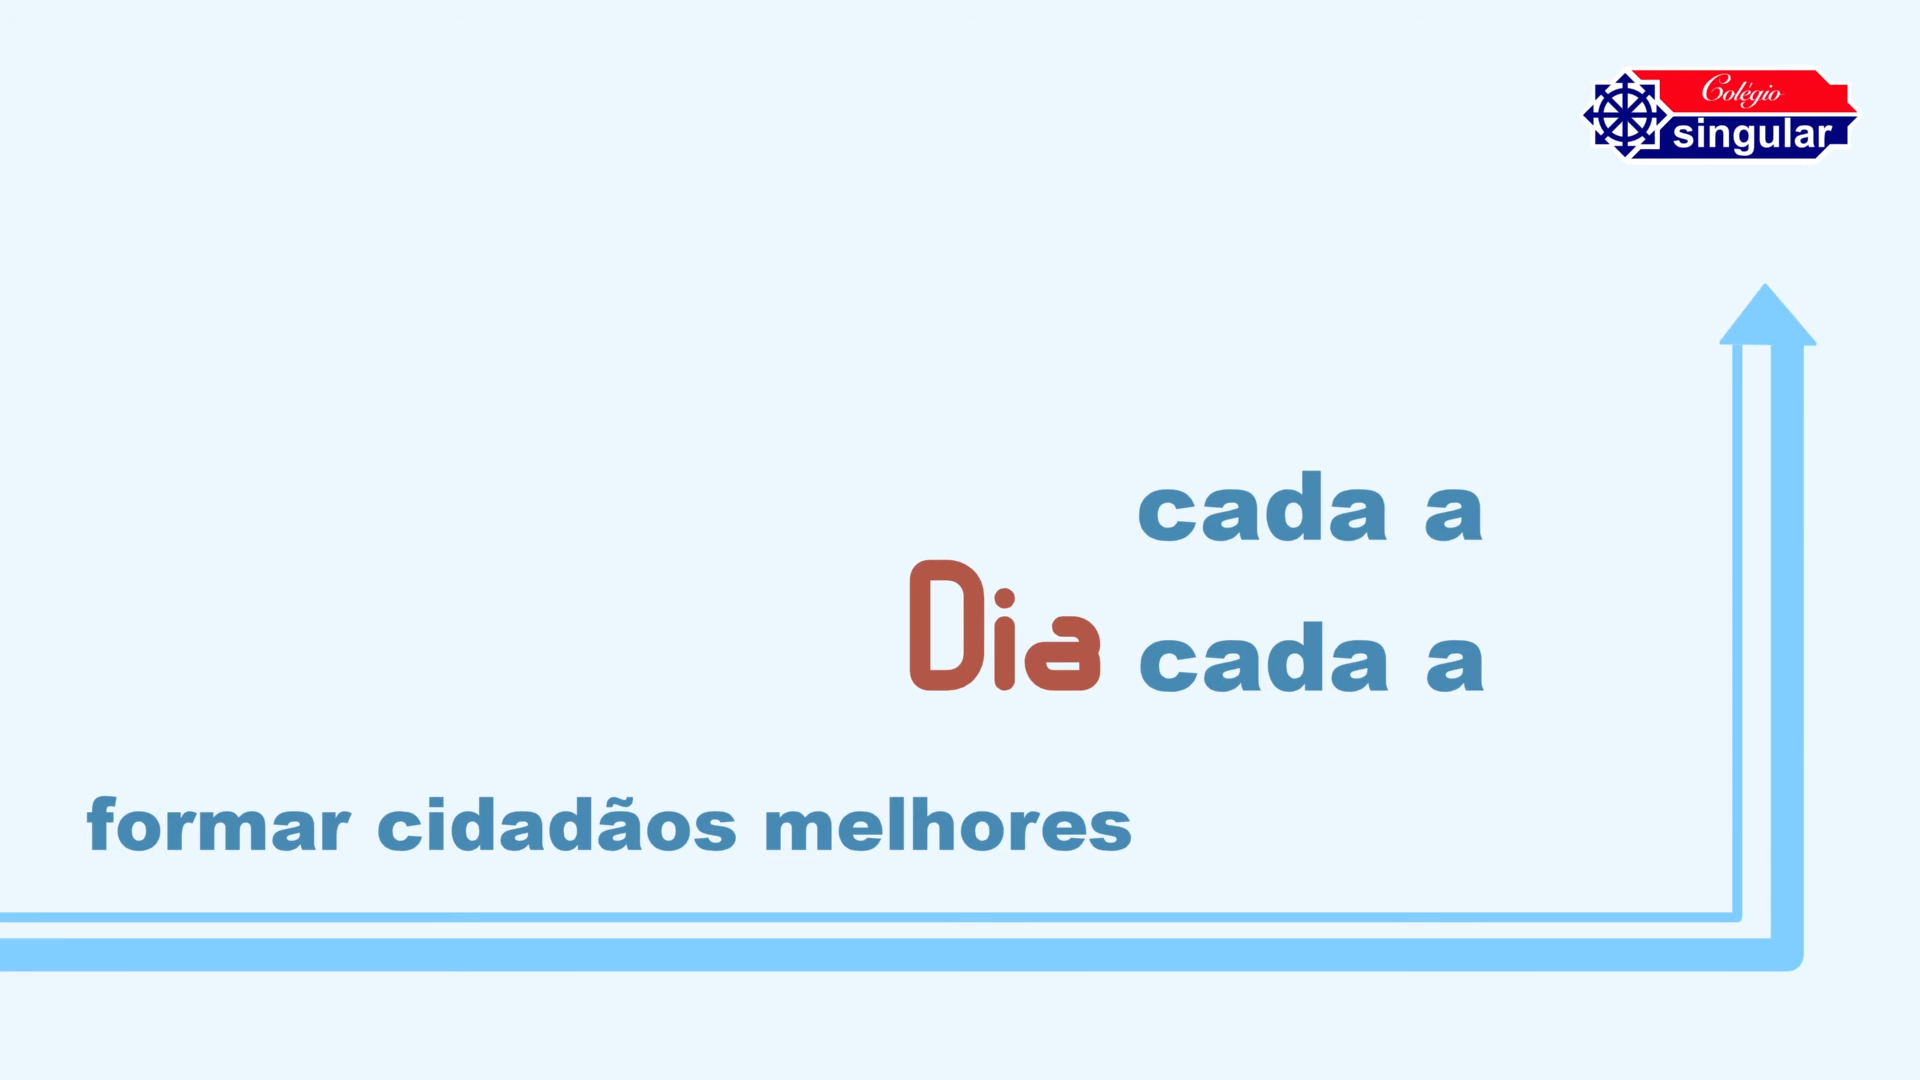 Colégio
singular
cada a
Dia cada a
formar cidadãos melhores